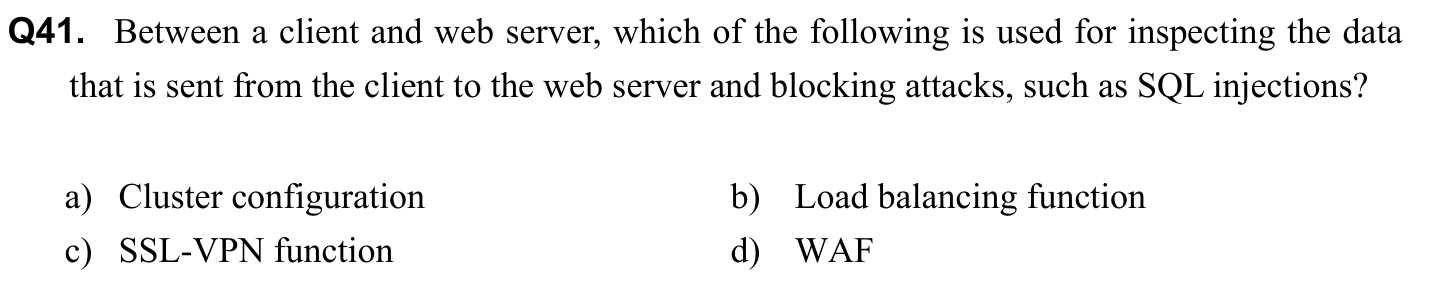 Q41. Between a client and web server, which of the following is used for inspecting the data
that is sent from the client to the web server and blocking attacks, such as SQL injections?
a) Cluster configuration b) Load balancing function
c) SSL-VPN function d) WAF